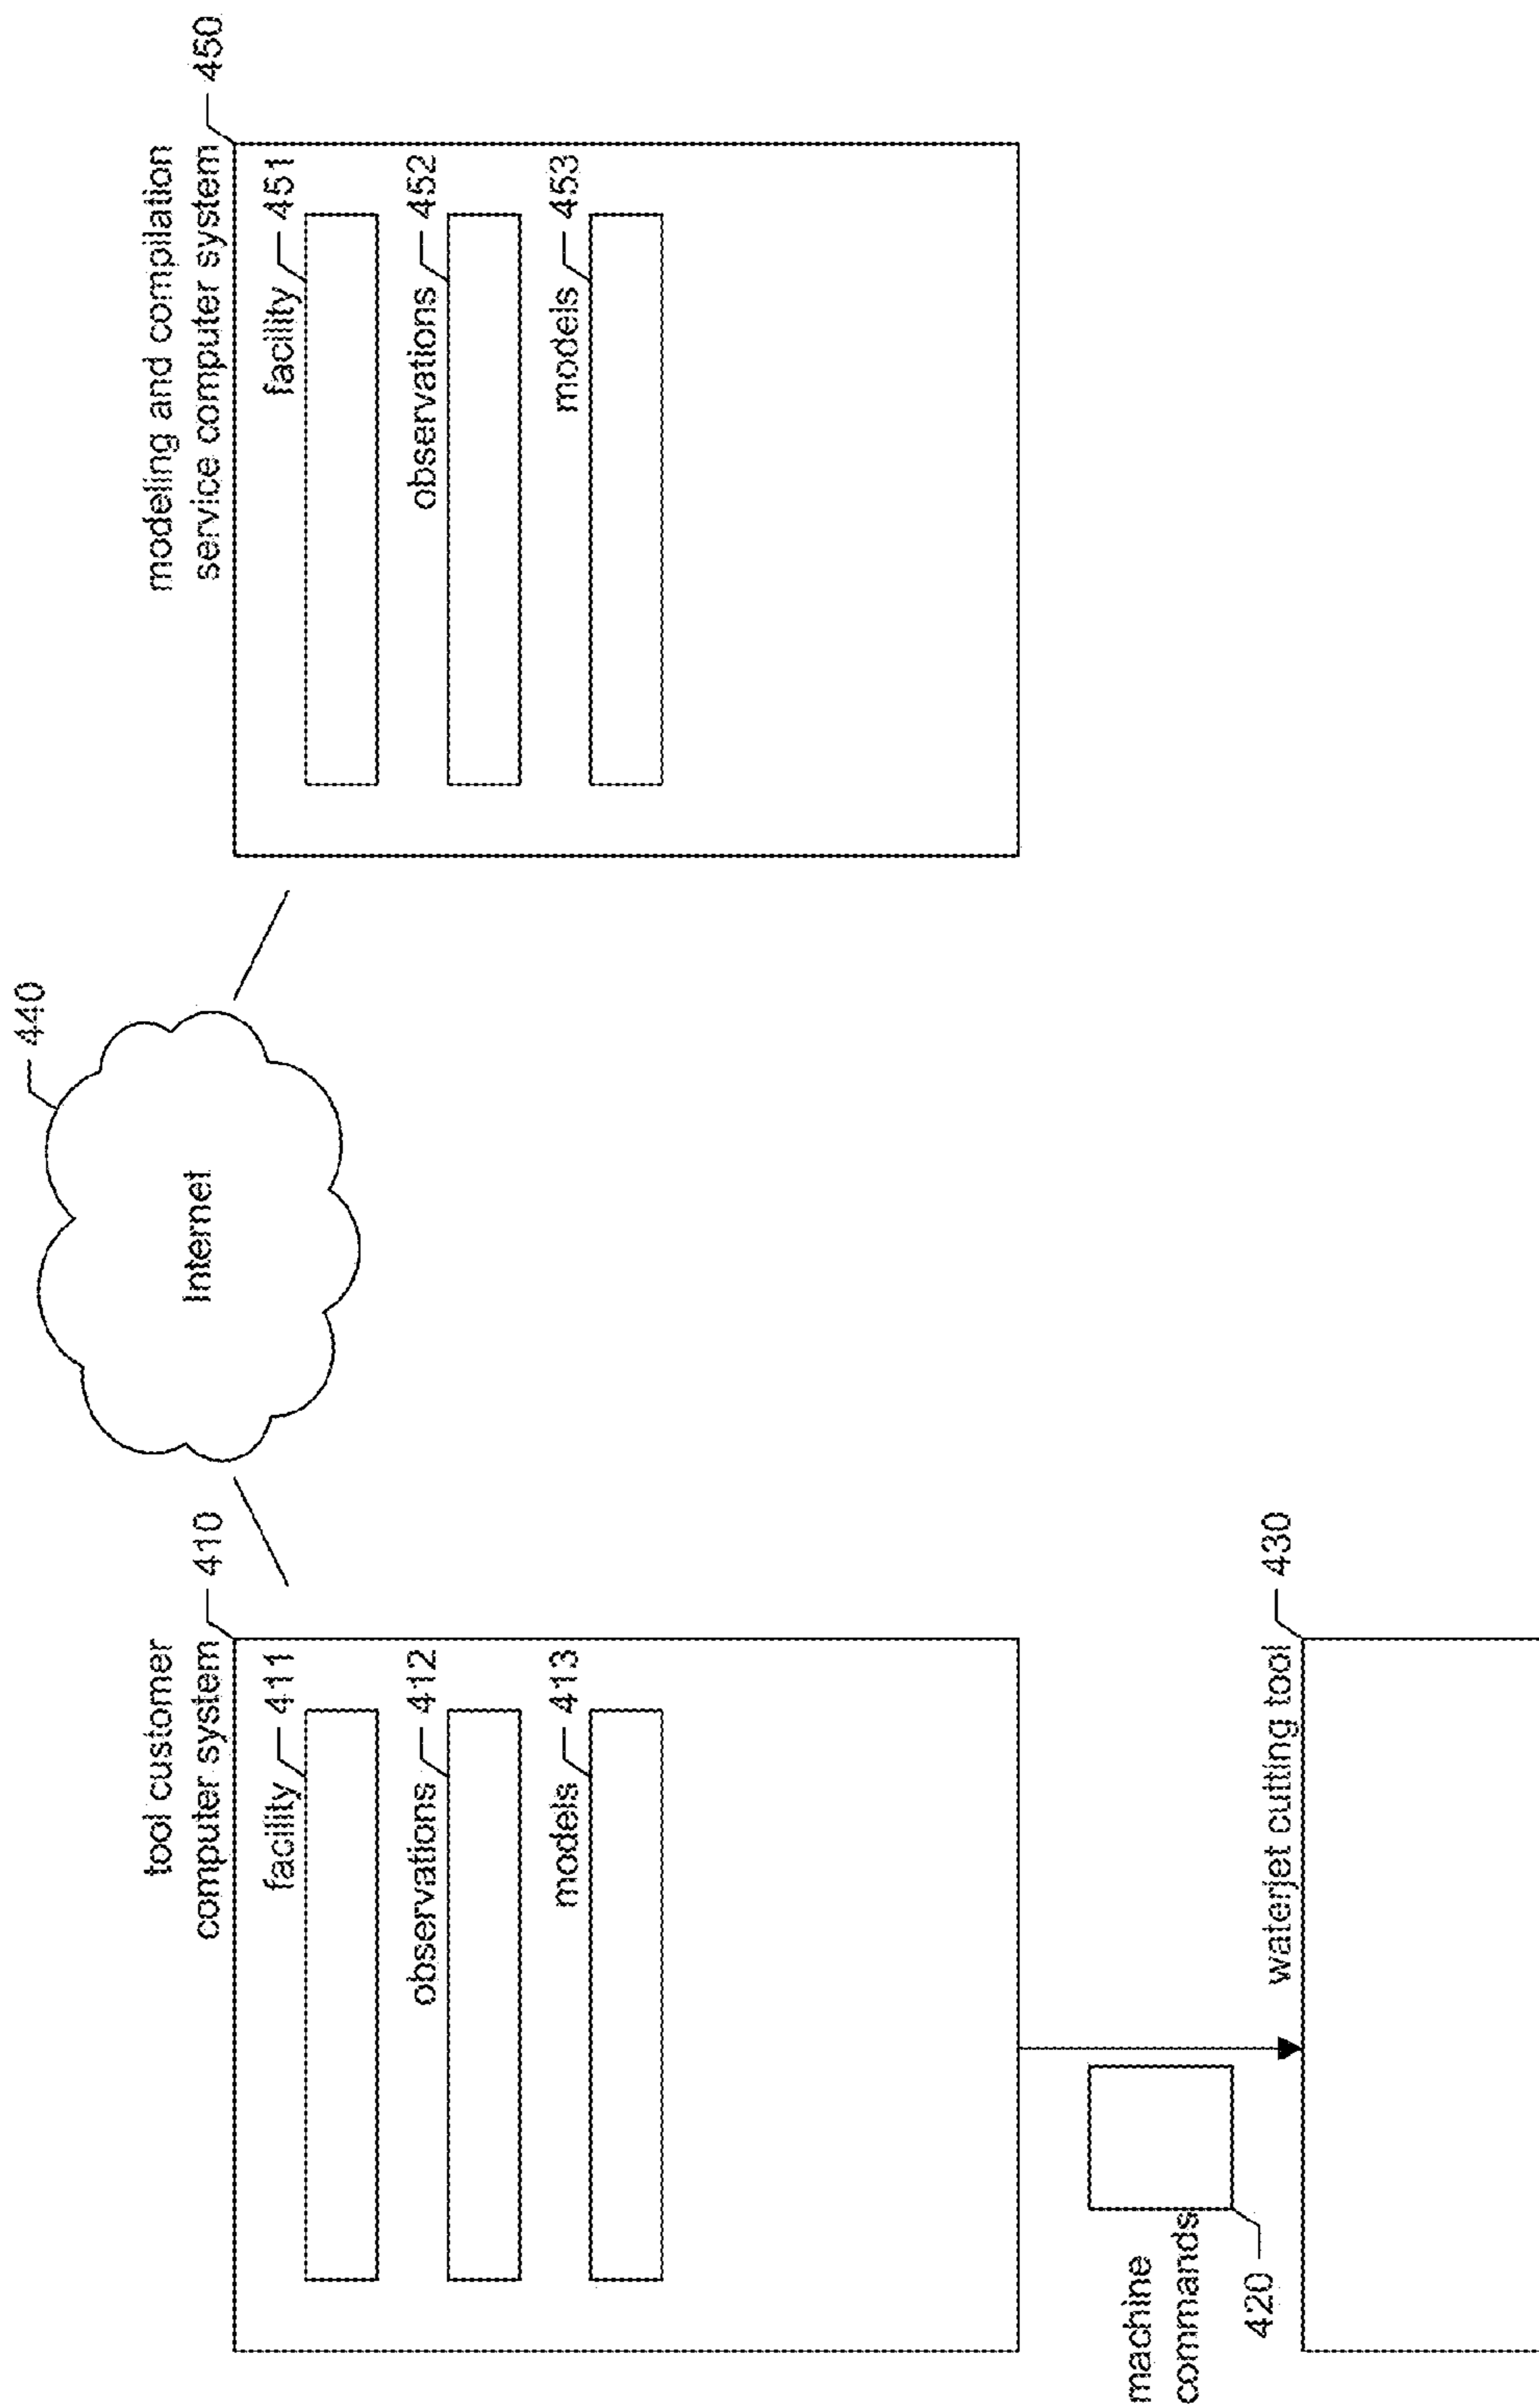 tool customer
computer system
410
facility
411
observations
412
models
413
machine
commands
420
waterjet cutting tool
430
Internet
440
modeling and compilation
service computer system
450
facility
451
observations
452
models
453